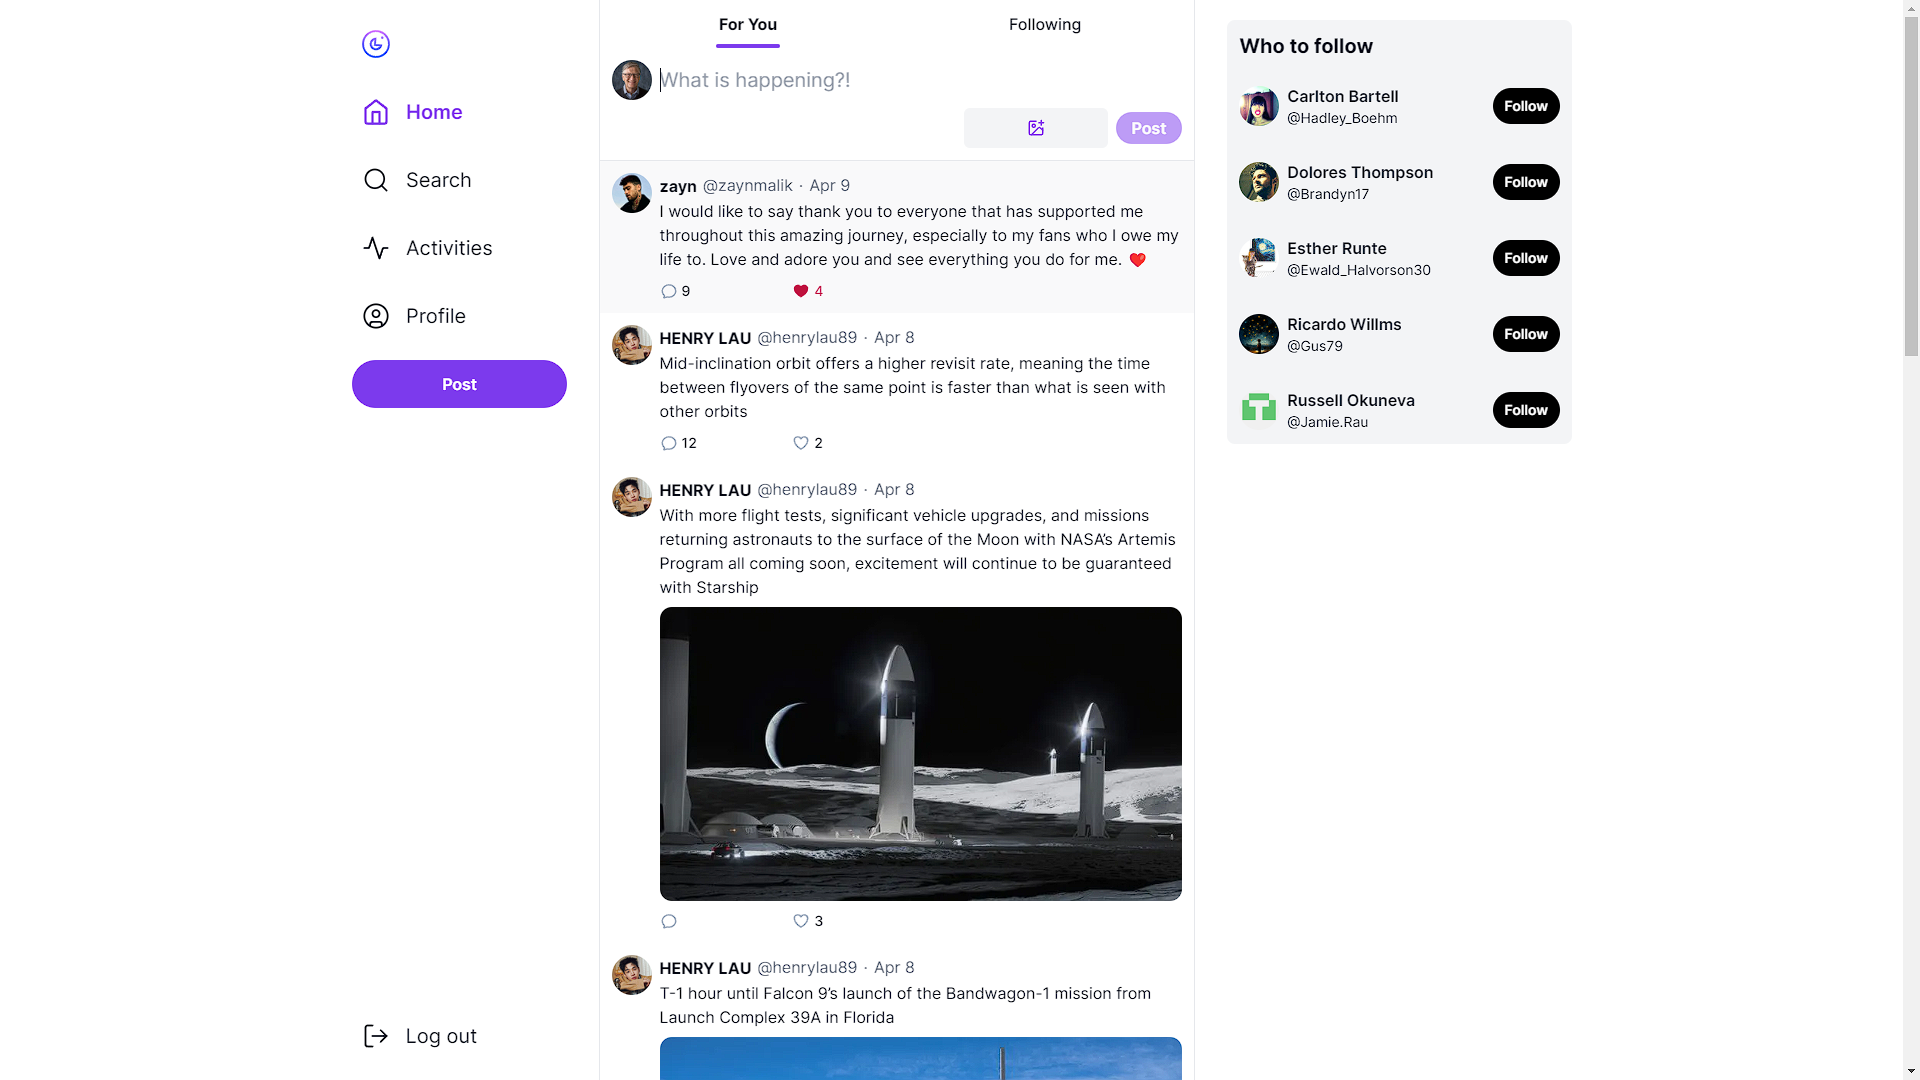 Home
Search
Activities
Profile
Post
Log out
For You
Following
What is happening?!
Post
zayn @zaynmalik · Apr 9
I would like to say thank you to everyone that has supported me
throughout this amazing journey, especially to my fans who I owe my
life to. Love and adore you and see everything you do for me. ❤️
9
4
HENRY LAU @henrylau89 · Apr 8
Mid-inclination orbit offers a higher revisit rate, meaning the time
between flyovers of the same point is faster than what is seen with
other orbits
12
2
HENRY LAU @henrylau89 · Apr 8
With more flight tests, significant vehicle upgrades, and missions
returning astronauts to the surface of the Moon with NASA's Artemis
Program all coming soon, excitement will continue to be guaranteed
with Starship
3
HENRY LAU @henrylau89 · Apr 8
T-1 hour until Falcon 9's launch of the Bandwagon-1 mission from
Launch Complex 39A in Florida
Who to follow
Carlton Bartell
@Hadley_Boehm
Follow
Dolores Thompson
@Brandyn17
Follow
Esther Runte
@Ewald_Halvorson30
Follow
Ricardo Willms
@Gus79
Follow
Russell Okuneva
@Jamie.Rau
Follow